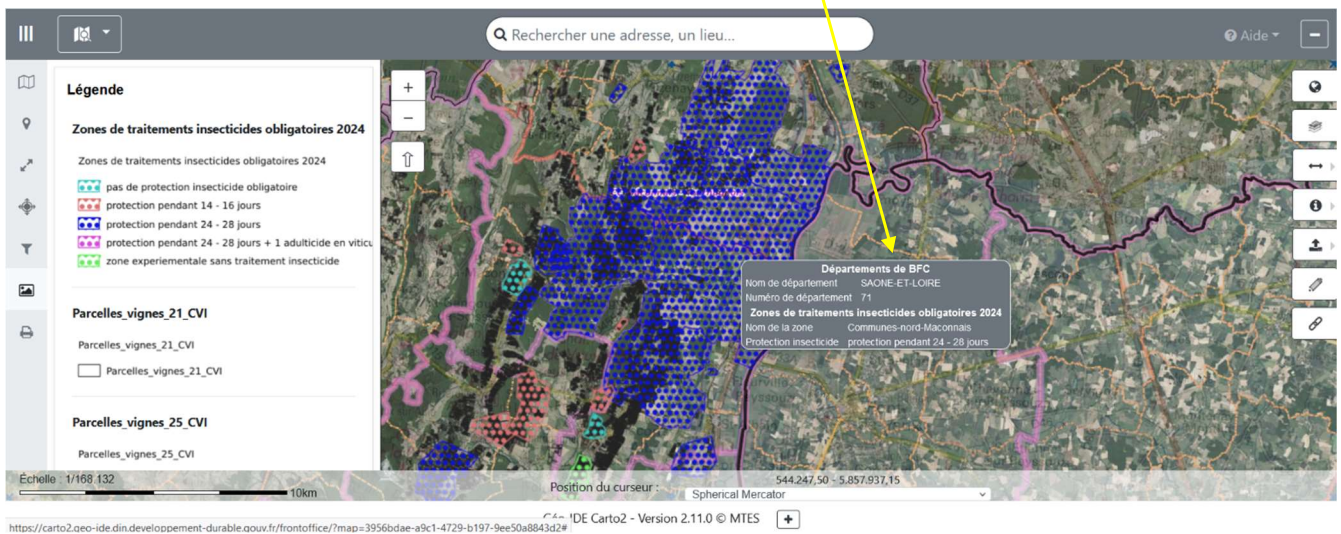 Rechercher une adresse, un lieu...
Aide
Légende
Zones de traitements insecticides obligatoires 2024
Zones de traitements insecticides obligatoires 2024
pas de protection insecticide obligatoire
protection pendant 14 - 16 jours
protection pendant 24 - 28 jours
protection pendant 24 - 28 jours + 1 adulticide en viticu
zone experiementale sans traitement insecticide
Parcelles_vignes_21_CVI
Parcelles_vignes_21_CVI
Parcelles_vignes_21_CVI
Parcelles_vignes_25_CVI
Parcelles_vignes_25_CVI
Départements de BFC
Nom de département SAONE-ET-LOIRE
Numéro de département 71
Zones de traitements insecticides obligatoires 2024
Nom de la zone Communes-nord-Maconnais
Protection insecticide protection pendant 24 - 28 jours
Échelle : 1/168 132
10km
Position du curseur :
544.247,50 - 5.857.937,15
Spherical Mercator
IDE Carto2 - Version 2.11.0 © MTES
https://carto2.geo-ide.din.developpement-durable.gouv.fr/frontoffice/?map=3956bdae-a9c1-4729-b197-9ee50a8843d2#